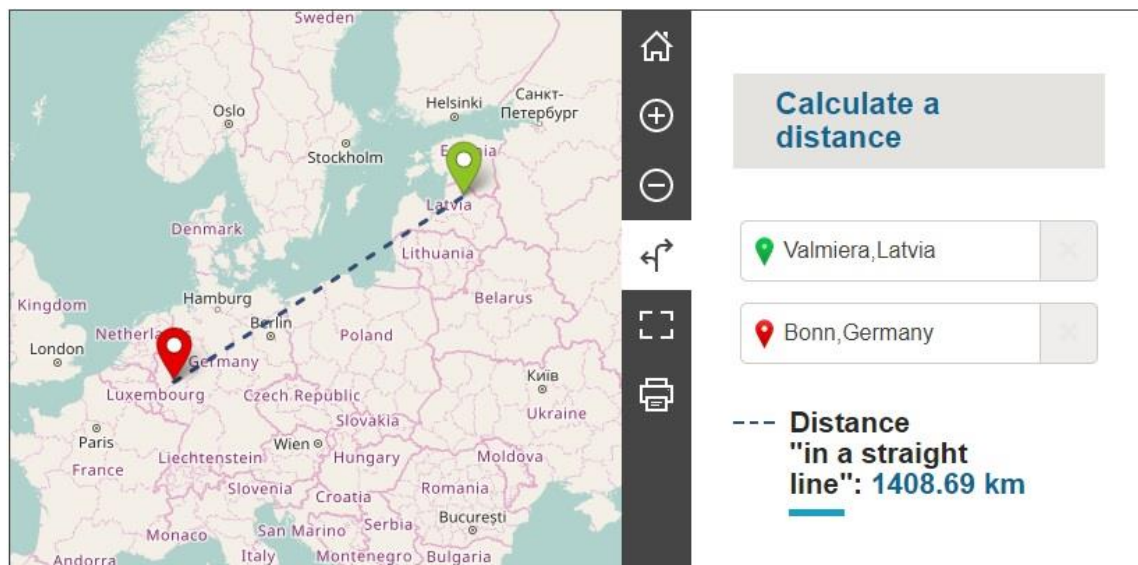 Sweden
Oslo
Helsinki
Санкт-
Петербург
Stockholm
Latvia
Denmark
Lithuania
Hamburg
Kingdom
Belarus
Berlin
Poland
London
Germany
Київ
Luxembourg
Czech Republic
Ukraine
Slovakia
Paris
Wien
Liechtenstein
Hungary
Moldova
France
Slovenia
Croatia
Romania
București
Serbia
San Marino
Monaco
Italy
Montenegro
Bulgaria
Andorra
Calculate a
distance
Valmiera,Latvia
Bonn,Germany
Distance
"in a straight
line": 1408.69 km